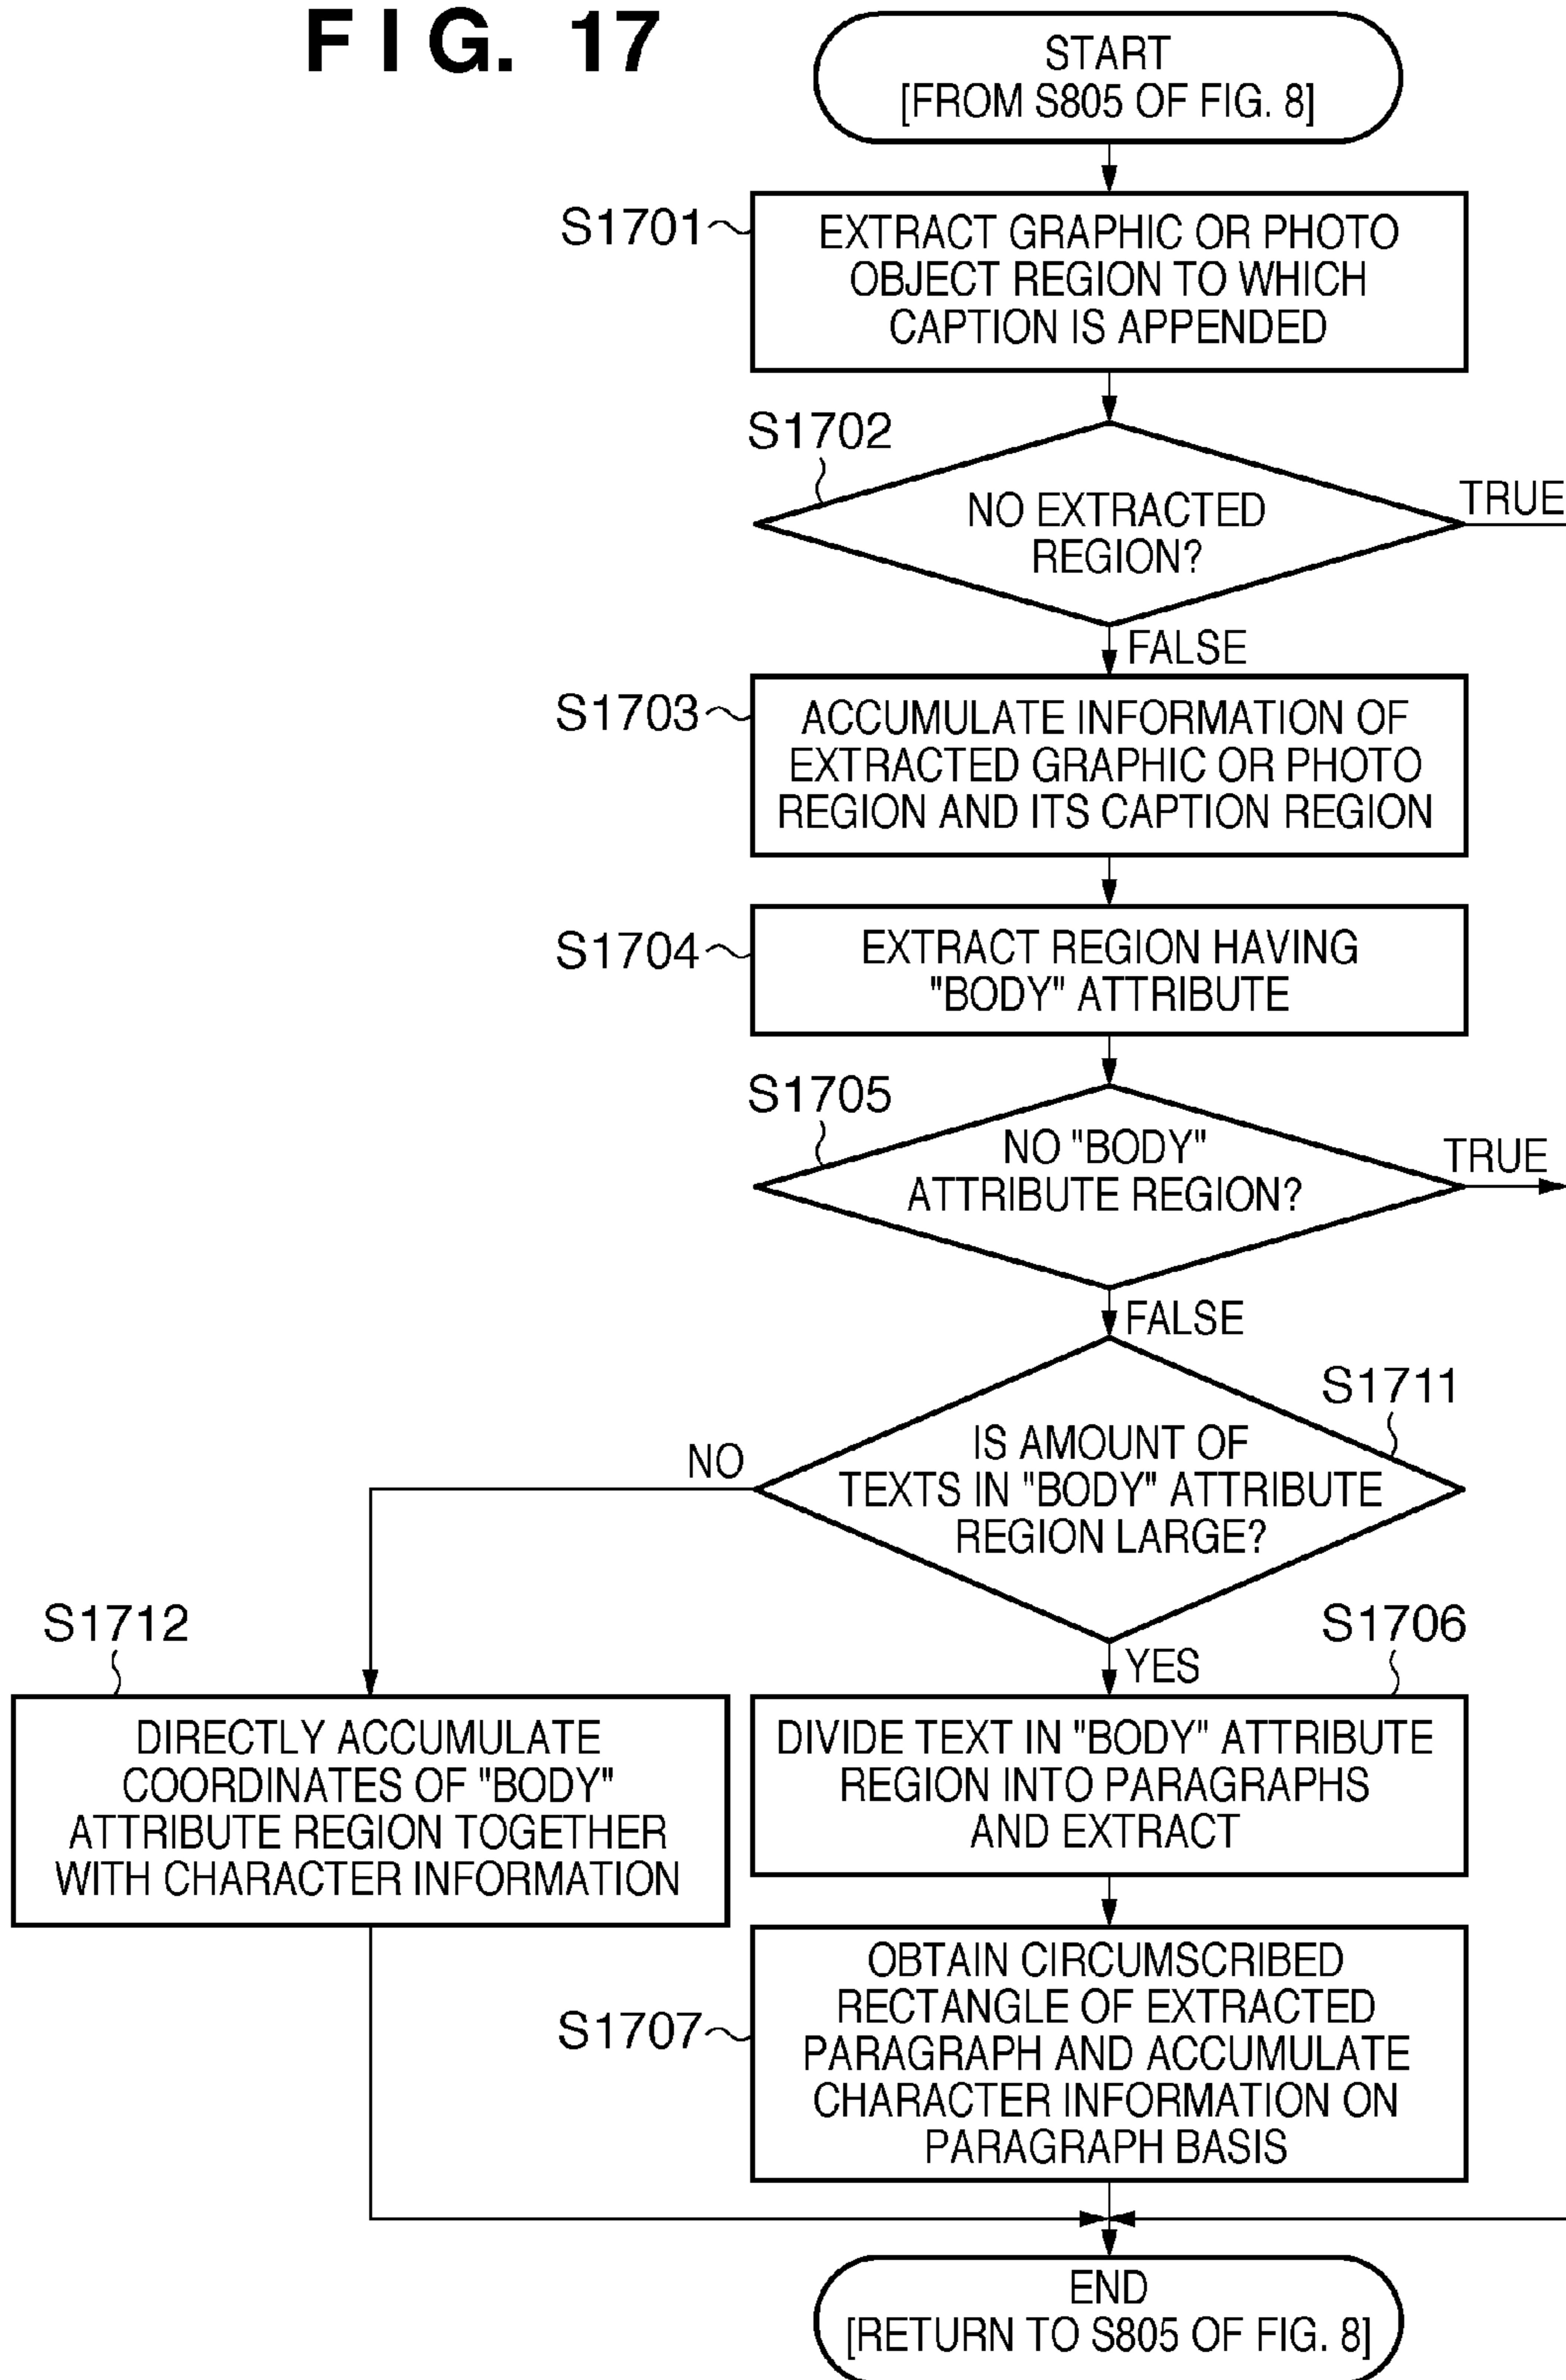 FIG. 17
START
[FROM S805 OF FIG. 8]
S1701
EXTRACT GRAPHIC OR PHOTO
OBJECT REGION TO WHICH
CAPTION IS APPENDED
S1702
NO EXTRACTED
REGION?
TRUE
FALSE
S1703
ACCUMULATE INFORMATION OF
EXTRACTED GRAPHIC OR PHOTO
REGION AND ITS CAPTION REGION
S1704
EXTRACT REGION HAVING
"BODY" ATTRIBUTE
S1705
NO "BODY"
ATTRIBUTE REGION?
TRUE
FALSE
S1711
IS AMOUNT OF
TEXTS IN "BODY" ATTRIBUTE
REGION LARGE?
NO
YES
S1712
DIRECTLY ACCUMULATE
COORDINATES OF "BODY"
ATTRIBUTE REGION TOGETHER
WITH CHARACTER INFORMATION
S1706
DIVIDE TEXT IN "BODY" ATTRIBUTE
REGION INTO PARAGRAPHS
AND EXTRACT
S1707
OBTAIN CIRCUMSCRIBED
RECTANGLE OF EXTRACTED
PARAGRAPH AND ACCUMULATE
CHARACTER INFORMATION ON
PARAGRAPH BASIS
END
[RETURN TO S805 OF FIG. 8]